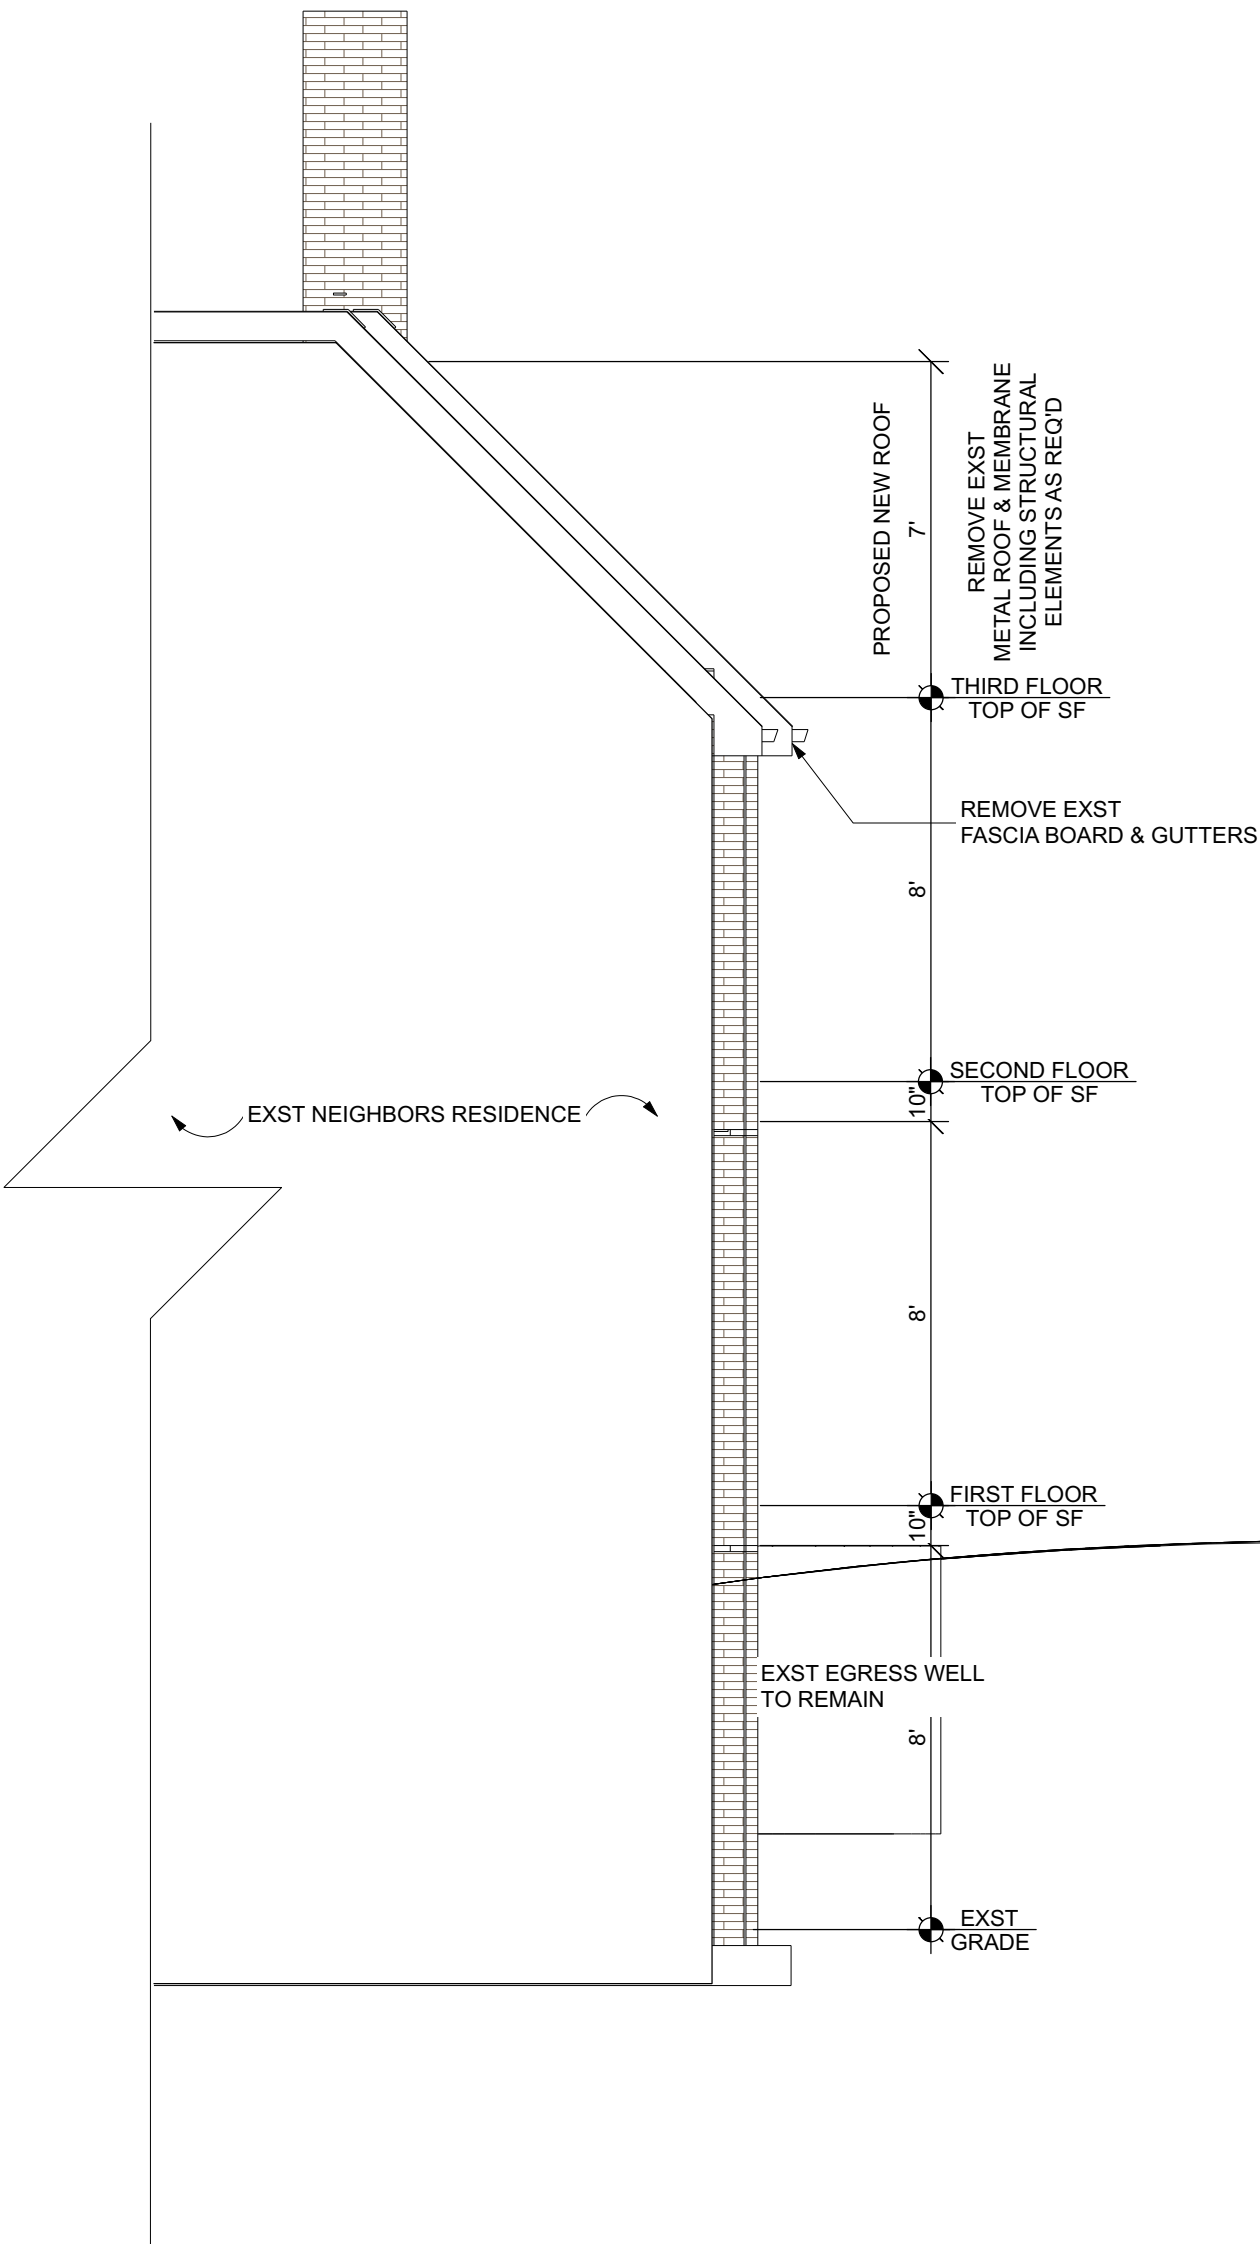 PROPOSED NEW ROOF
7'
REMOVE EXST
METAL ROOF & MEMBRANE
INCLUDING STRUCTURAL
ELEMENTS AS REQ'D
THIRD FLOOR
TOP OF SF
REMOVE EXST
FASCIA BOARD & GUTTERS
8'
SECOND FLOOR
TOP OF SF
10"
EXST NEIGHBORS RESIDENCE
8'
FIRST FLOOR
TOP OF SF
10"
EXST EGRESS WELL
TO REMAIN
8'
EXST
GRADE